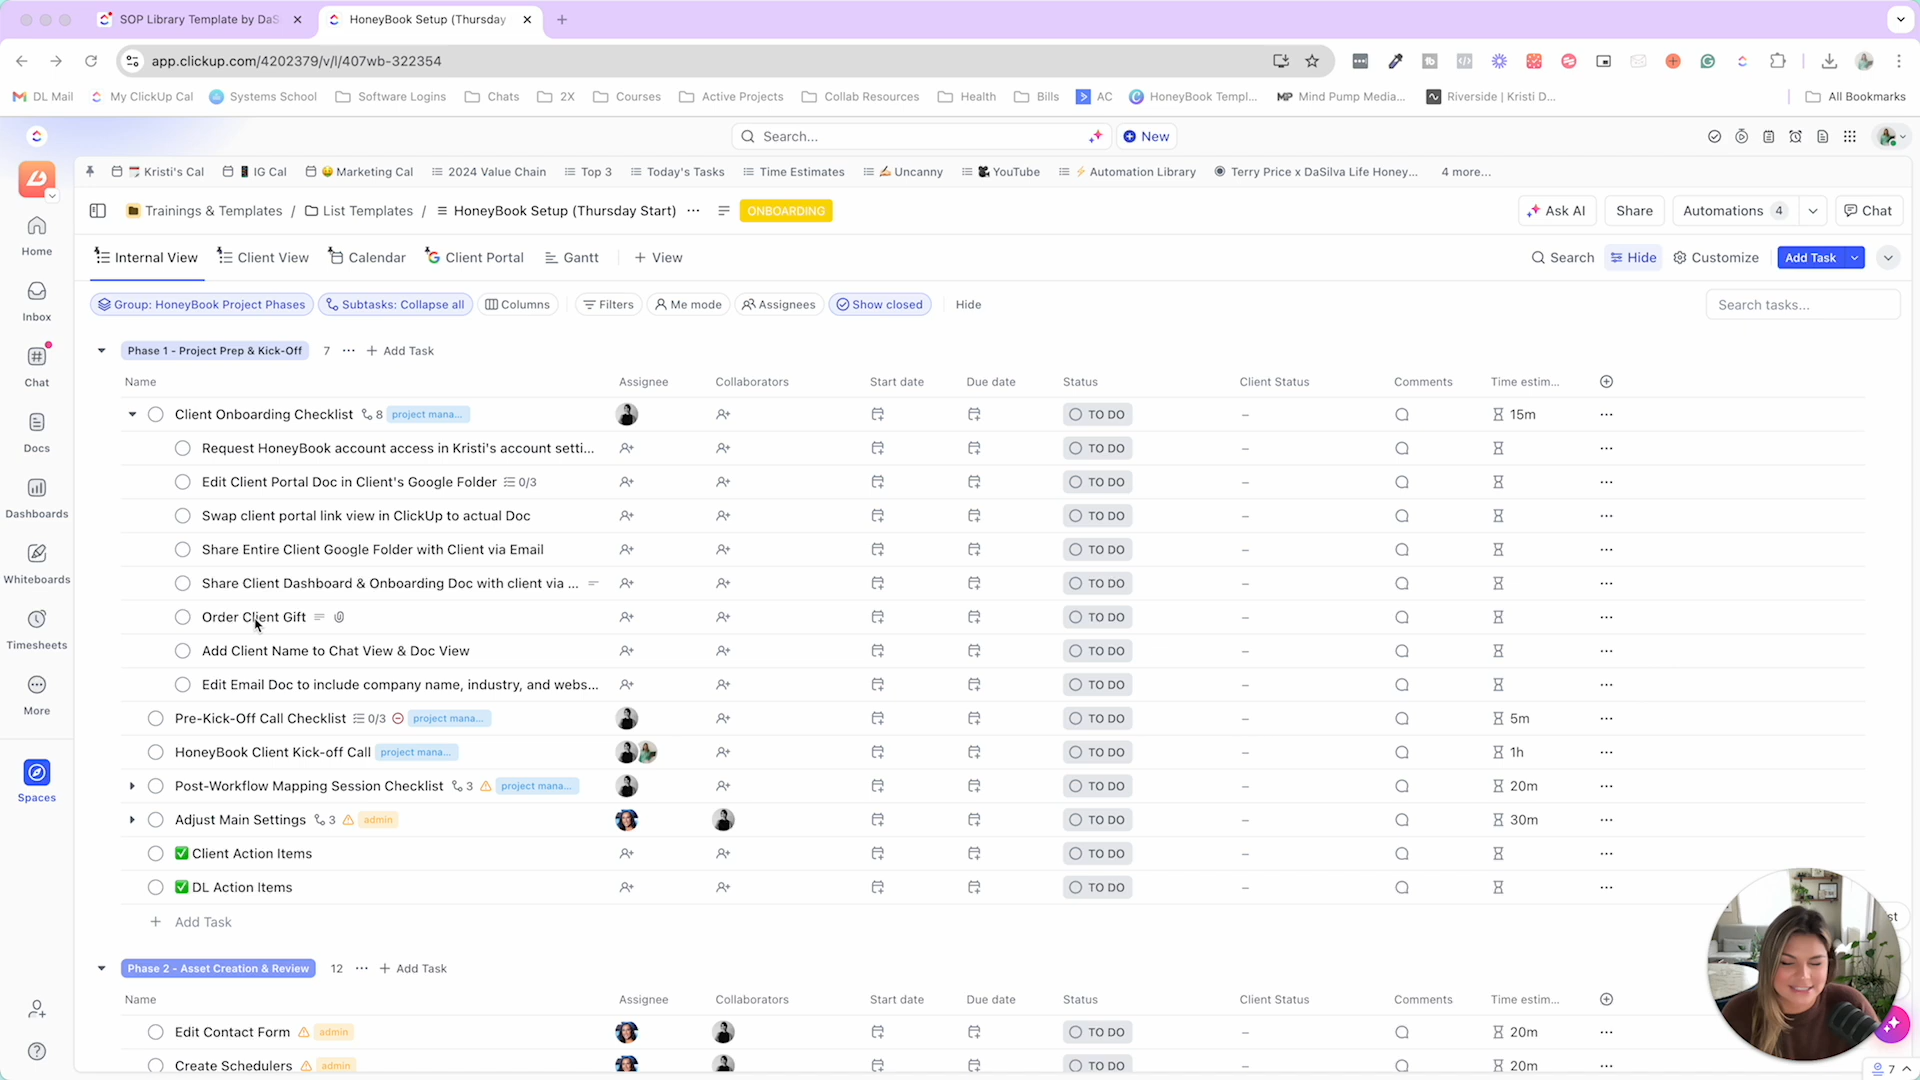 SOP Library Template by DaS
HoneyBook Setup (Thursday
app.clickup.com/4202379/v/l/407wb-322354
DL Mail
My ClickUp Cal
Systems School
Software Logins
Chats
2X
Courses
Active Projects
Collab Resources
Health
Bills
AC
HoneyBook Templ...
MP Mind Pump Media...
Riverside | Kristi D...
All Bookmarks
Search...
New
Kristi's Cal
IG Cal
Marketing Cal
2024 Value Chain
Top 3
Today's Tasks
Time Estimates
Uncanny
YouTube
Automation Library
Terry Price x DaSilva Life Honey...
4 more...
Trainings & Templates / List Templates / HoneyBook Setup (Thursday Start) ... ONBOARDING
Ask AI
Share
Automations 4
Chat
Internal View
Client View
Calendar
Client Portal
Gantt
+ View
Search
Hide
Customize
Add Task
Group: HoneyBook Project Phases
Subtasks: Collapse all
Columns
Filters
Me mode
Assignees
Show closed
Hide
Search tasks...
Home
Inbox
Chat
Docs
Dashboards
Whiteboards
Timesheets
More
Spaces
Phase 1 - Project Prep & Kick-Off 7 ... + Add Task
Name Assignee Collaborators Start date Due date Status Client Status Comments Time estim...
Client Onboarding Checklist 8 project mana... TO DO – 15m
Request HoneyBook account access in Kristi's account setti... TO DO –
Edit Client Portal Doc in Client's Google Folder 0/3 TO DO –
Swap client portal link view in ClickUp to actual Doc TO DO –
Share Entire Client Google Folder with Client via Email TO DO –
Share Client Dashboard & Onboarding Doc with client via ... TO DO –
Order Client Gift TO DO –
Add Client Name to Chat View & Doc View TO DO –
Edit Email Doc to include company name, industry, and webs... TO DO –
Pre-Kick-Off Call Checklist 0/3 project mana... TO DO – 5m
HoneyBook Client Kick-off Call project mana... TO DO – 1h
Post-Workflow Mapping Session Checklist 3 project mana... TO DO – 20m
Adjust Main Settings 3 admin TO DO – 30m
✅ Client Action Items TO DO –
✅ DL Action Items TO DO –
+ Add Task
Phase 2 - Asset Creation & Review 12 ... + Add Task
Name Assignee Collaborators Start date Due date Status Client Status Comments Time estim...
Edit Contact Form admin TO DO – 20m
Create Schedulers admin TO DO – 20m
st
7